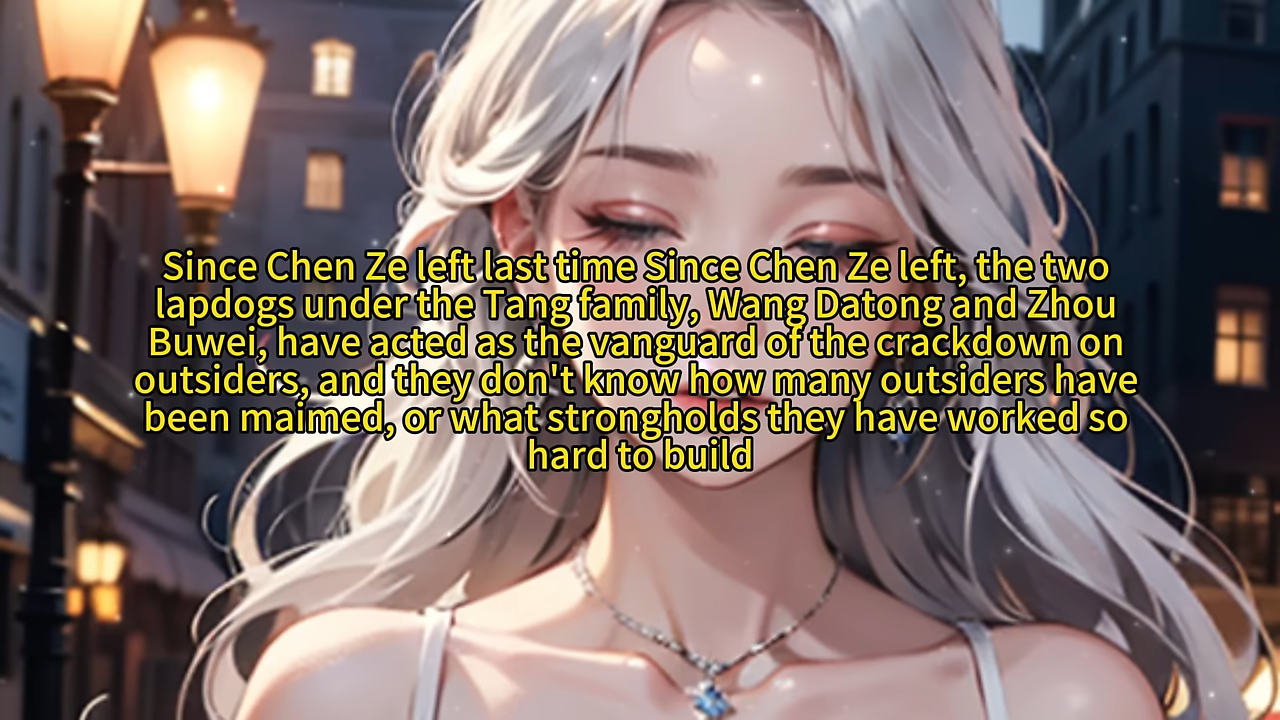 Since Chen Ze left last time Since Chen Ze left, the two
lapdogs under the Tang family, Wang Datong and Zhou
Buwei, have acted as the vanguard of the crackdown on
outsiders, and they don't know how many outsiders have
been maimed, or what strongholds they have worked so
hard to build